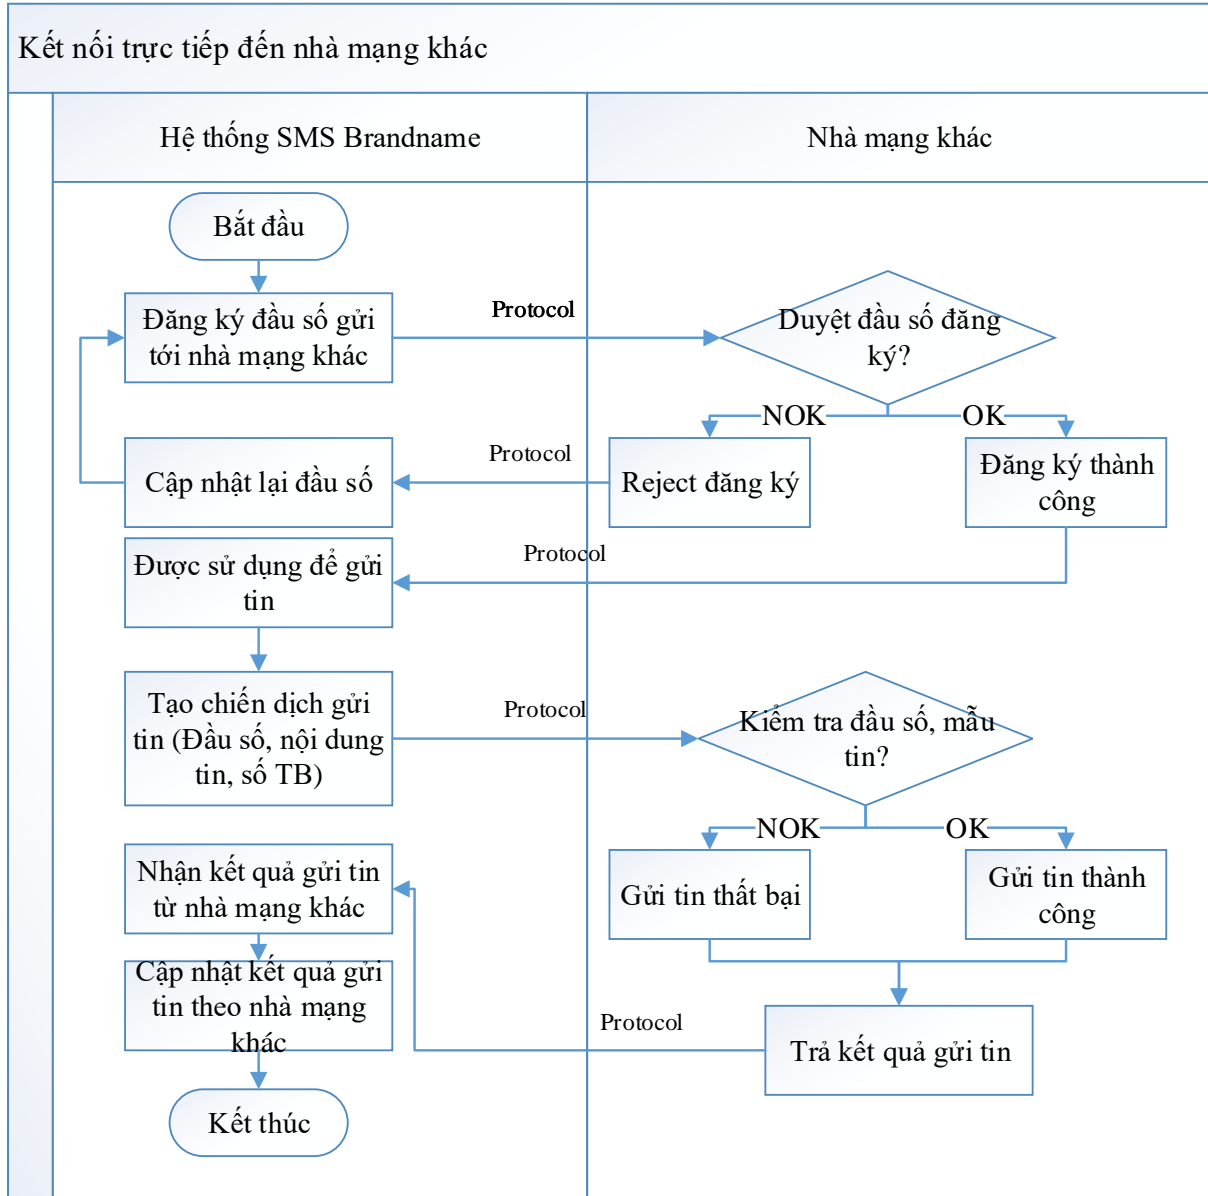 Kết nối trực tiếp đến nhà mạng khác
Hệ thống SMS Brandname
Nhà mạng khác
Bắt đầu
Đăng ký đầu số gửi
tới nhà mạng khác
Protocol
Duyệt đầu số đăng
ký?
NOK
OK
Cập nhật lại đầu số
Protocol
Reject đăng ký
Đăng ký thành
công
Được sử dụng để gửi
tin
Protocol
Tạo chiến dịch gửi
tin (Đầu số, nội dung
tin, số TB)
Protocol
Kiểm tra đầu số, mẫu
tin?
NOK
OK
Nhận kết quả gửi tin
từ nhà mạng khác
Gửi tin thất bại
Gửi tin thành
công
Cập nhật kết quả gửi
tin theo nhà mạng
khác
Protocol
Trả kết quả gửi tin
Kết thúc